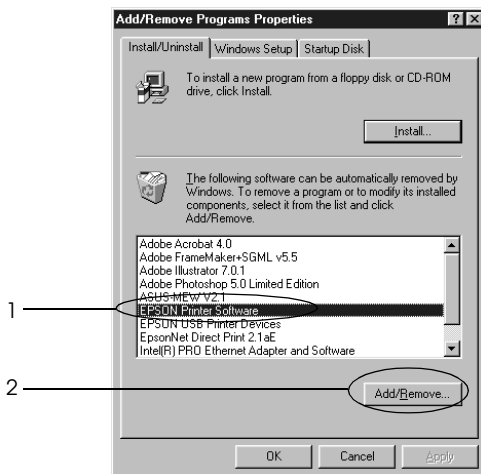 Add/Remove Programs Properties
Install/Uninstall Windows Setup Startup Disk
To install a new program from a floppy disk or CD-ROM
drive, click Install.
Install...
The following software can be automatically removed by
Windows. To remove a program or to modify its installed
components, select it from the list and click
Add/Remove.
Adobe Acrobat 4.0
Adobe FrameMaker+SGML v5.5
Adobe Illustrator 7.0.1
Adobe Photoshop 5.0 Limited Edition
ASUS-MEW V2.1
1
EPSON Printer Software
EPSON USB Printer Devices
EpsonNet Direct Print 2.1aE
Intel(R) PRO Ethernet Adapter and Software
2
Add/Remove...
OK Cancel Apply